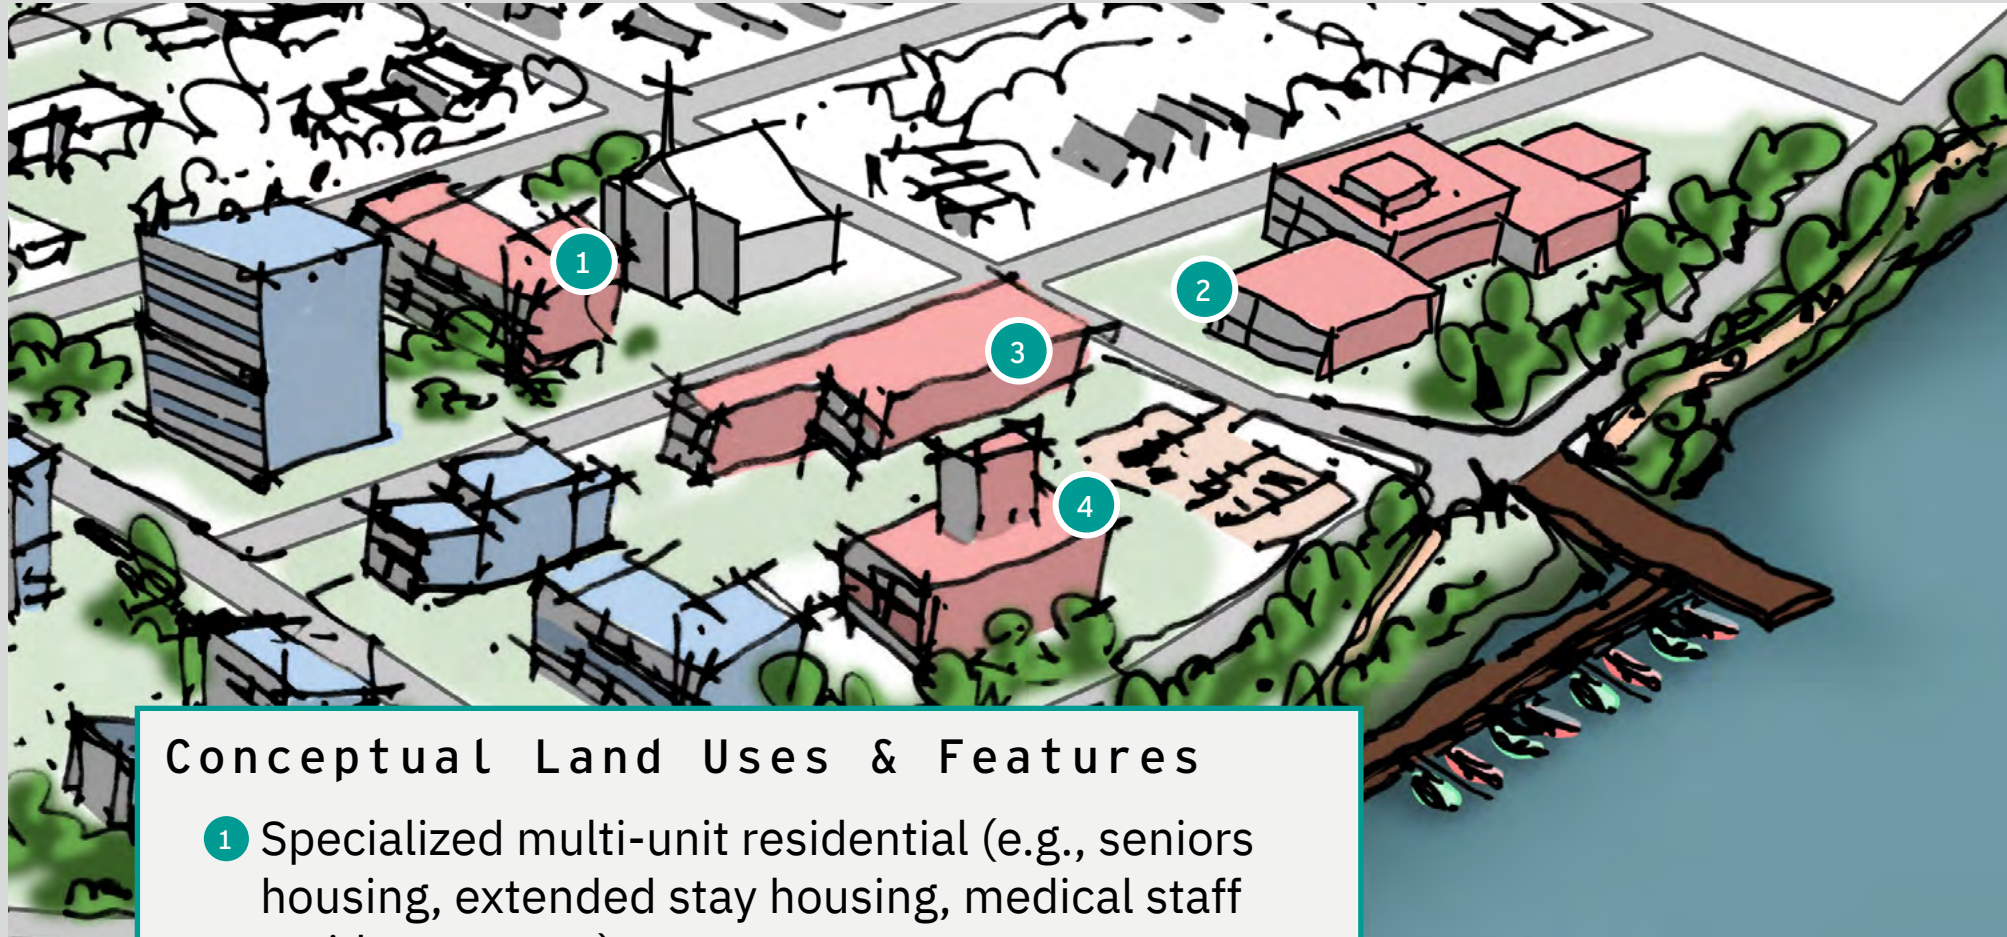 1
2
3
4
Conceptual Land Uses & Features
1 Specialized multi-unit residential (e.g., seniors
housing, extended stay housing, medical staff